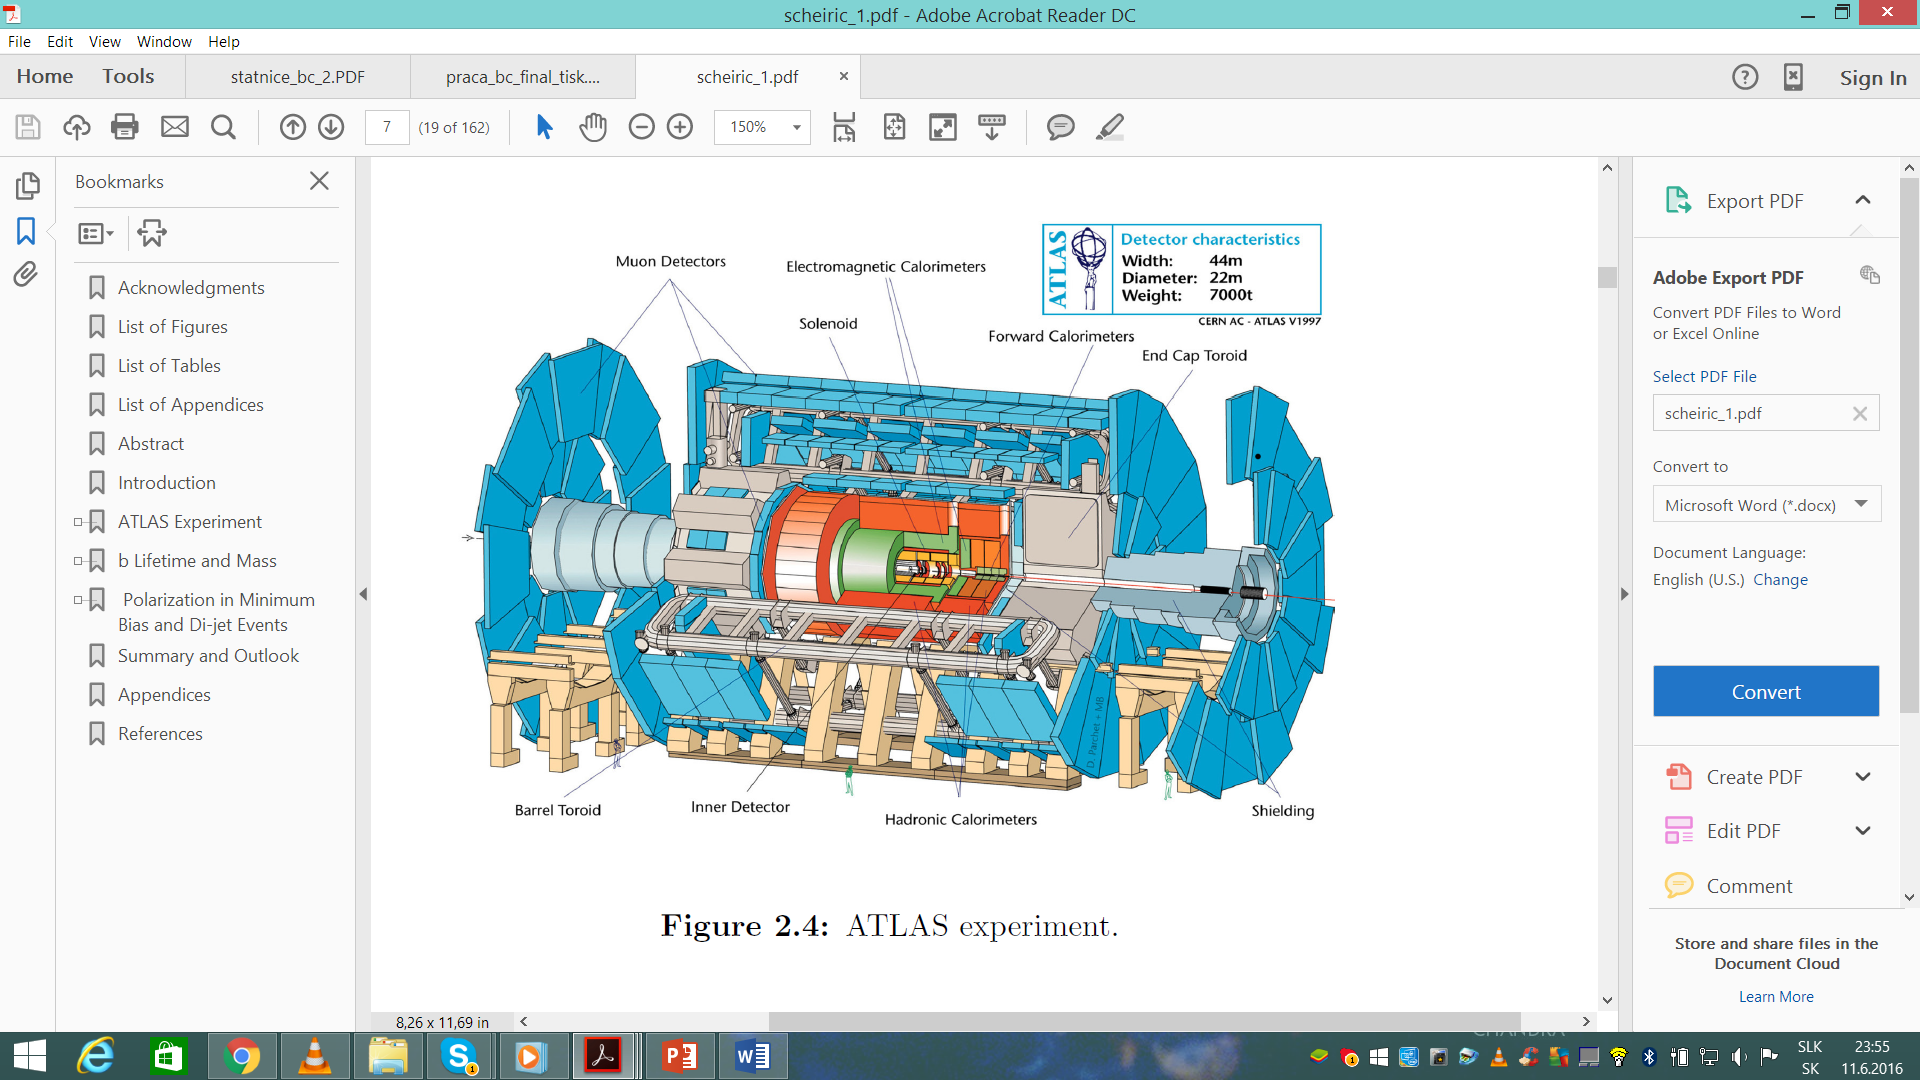 scheiric_1.pdf - Adobe Acrobat Reader DC
File Edit View Window Help
Home Tools statnice_bc_2.PDF praca_bc_final_tisk.... scheiric_1.pdf Sign In
7 (19 of 162) 150%
Bookmarks
Acknowledgments
List of Figures
List of Tables
List of Appendices
Abstract
Introduction
ATLAS Experiment
b Lifetime and Mass
Polarization in Minimum
Bias and Di-jet Events
Summary and Outlook
Appendices
References
ATLAS
Detector characteristics
Width: 44m
Diameter: 22m
Weight: 7000t
CERN AC - ATLAS V1997
Muon Detectors
Electromagnetic Calorimeters
Solenoid
Forward Calorimeters
End Cap Toroid
D. Parchet + MB
Barrel Toroid
Inner Detector
Hadronic Calorimeters
Shielding
Figure 2.4: ATLAS experiment.
8,26 x 11,69 in
Export PDF
Adobe Export PDF
Convert PDF Files to Word
or Excel Online
Select PDF File
scheiric_1.pdf
Convert to
Microsoft Word (*.docx)
Document Language:
English (U.S.) Change
Convert
Create PDF
Edit PDF
Comment
Store and share files in the
Document Cloud
Learn More
CHANDRA
SLK
SK
23:55
11.6.2016